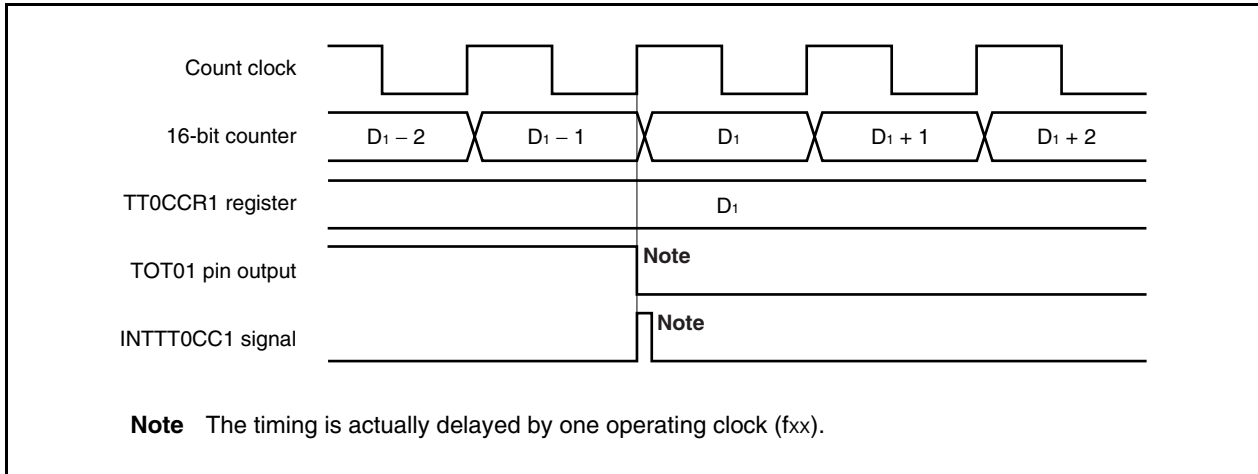 Count clock
16-bit counter D1 − 2 D1 − 1 D1 D1 + 1 D1 + 2
TT0CCR1 register D1
TOT01 pin output Note
INTTT0CC1 signal Note
Note The timing is actually delayed by one operating clock (fxx).